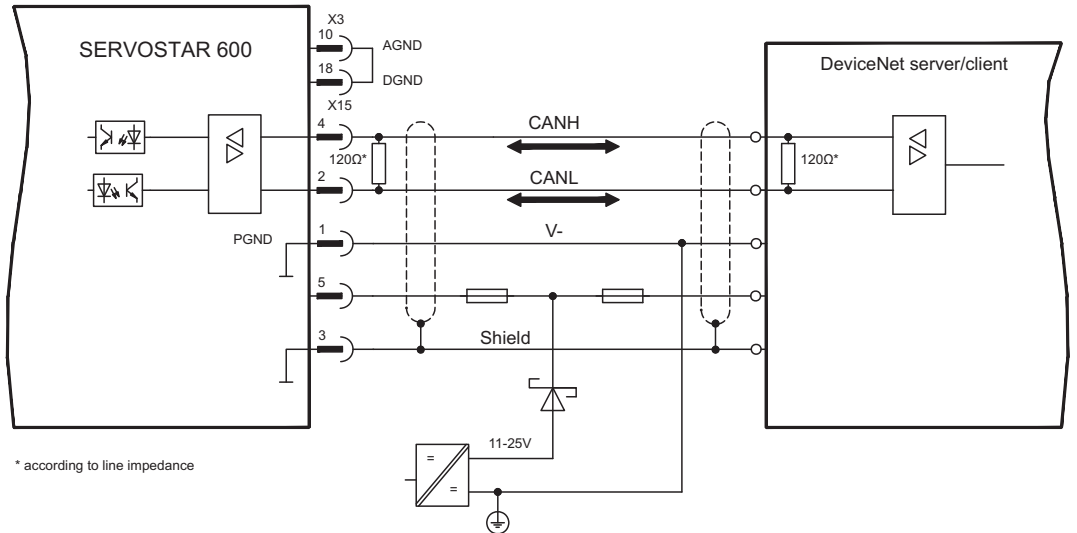 X3
10
AGND
SERVOSTAR 600
18
DGND
DeviceNet server/client
X15
4
CANH
120Ω*
120Ω*
2
CANL
1
PGND
V-
5
3
Shield
11-25V
=
=
* according to line impedance